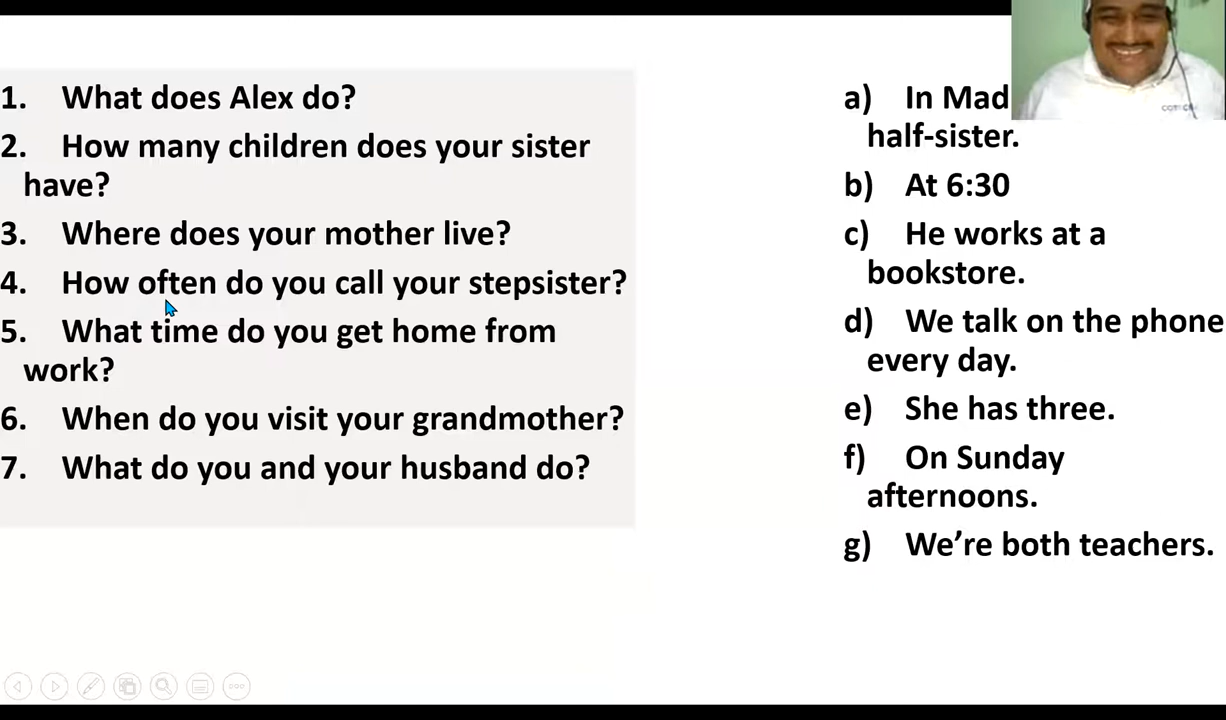 1. What does Alex do?
2. How many children does your sister
have?
3. Where does your mother live?
4. How often do you call your stepsister?
5. What time do you get home from
work?
6. When do you visit your grandmother?
7. What do you and your husband do?
a) In Mad
half-sister.
b) At 6:30
c) He works at a
bookstore.
d) We talk on the phone
every day.
e) She has three.
f) On Sunday
afternoons.
g) We’re both teachers.